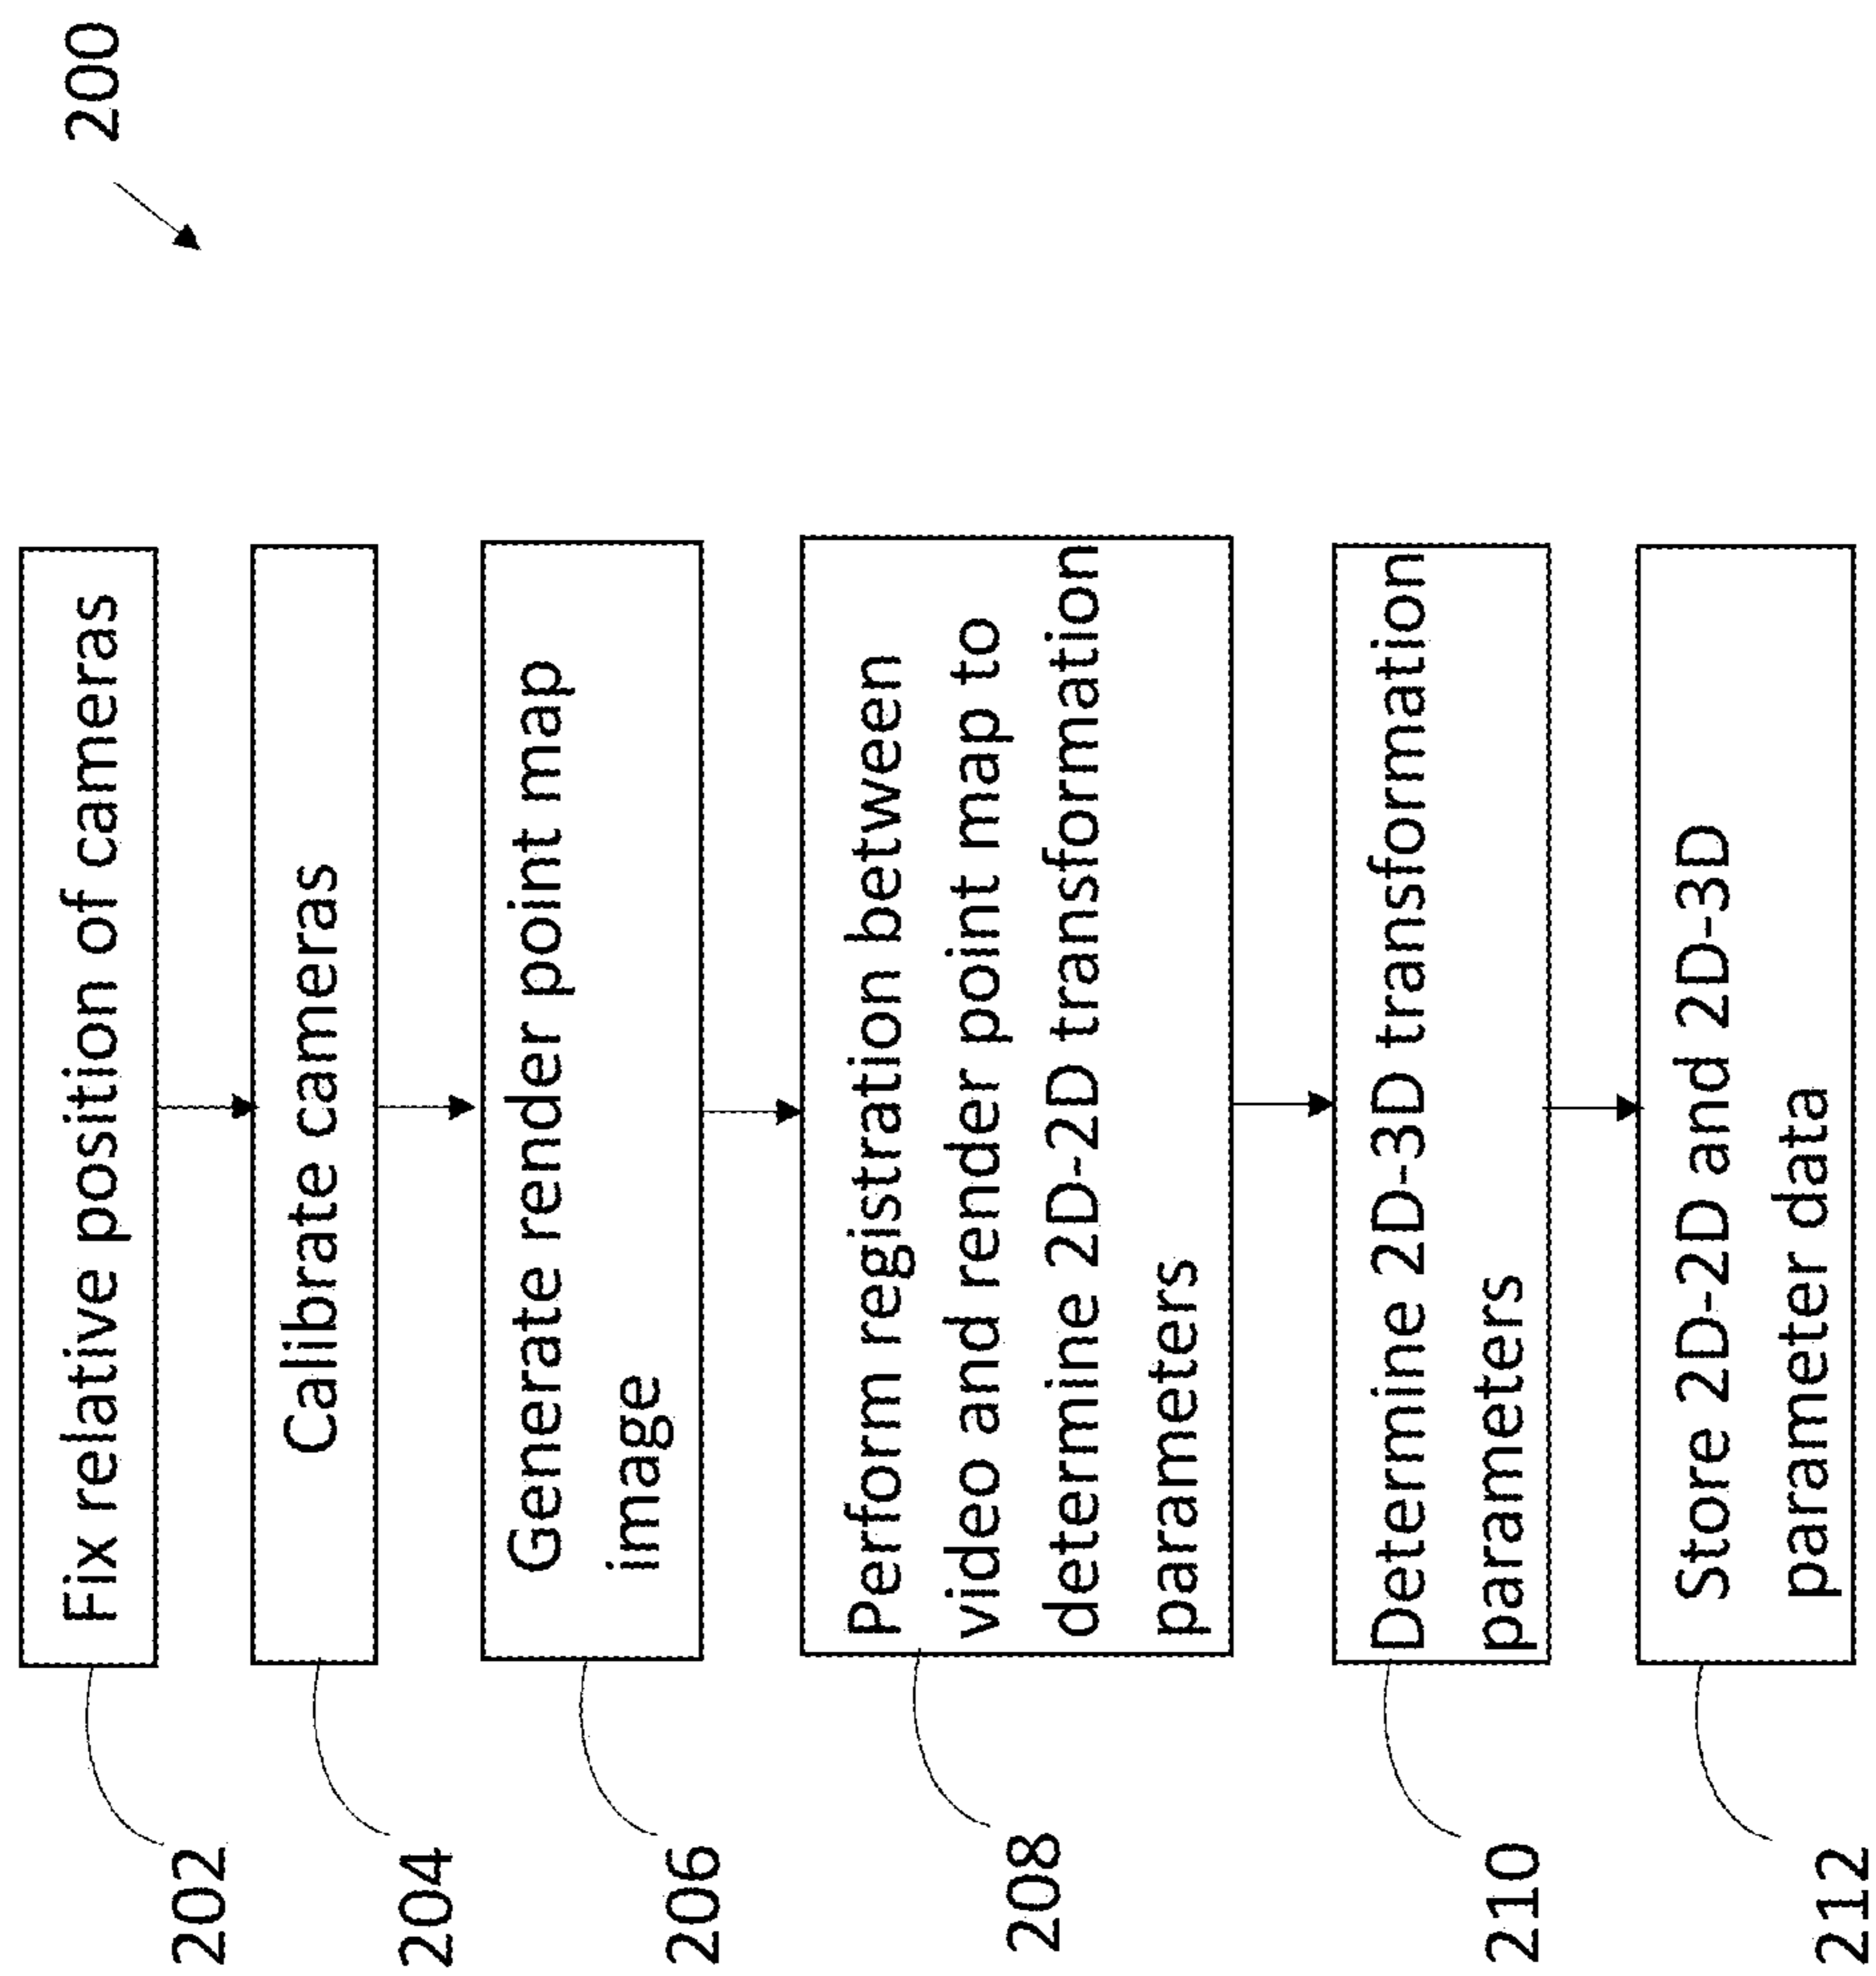 200
202
Fix relative position of cameras
204
Calibrate cameras
206
Generate render point map
image
208
Perform registration between
video and render point map to
determine 2D-2D transformation
parameters
210
Determine 2D-3D transformation
parameters
212
Store 2D-2D and 2D-3D
parameter data